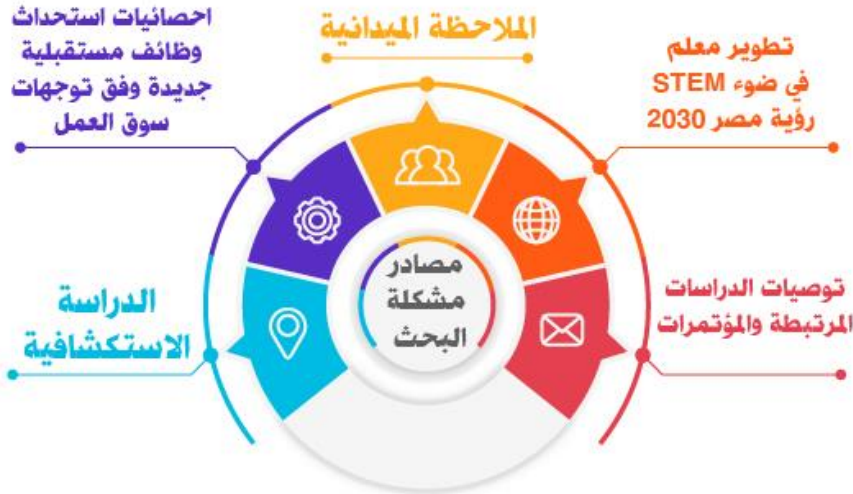 الملاحظة الميدانية
تطوير معلم
STEM في ضوء
رؤية مصر 2030
توصيات الدراسات
المرتبطة والمؤتمرات
احصائيات استحداث
وظائف مستقبلية
جديدة وفق توجهات
سوق العمل
الدراسة
الاستكشافية
مصادر
مشكلة
البحث